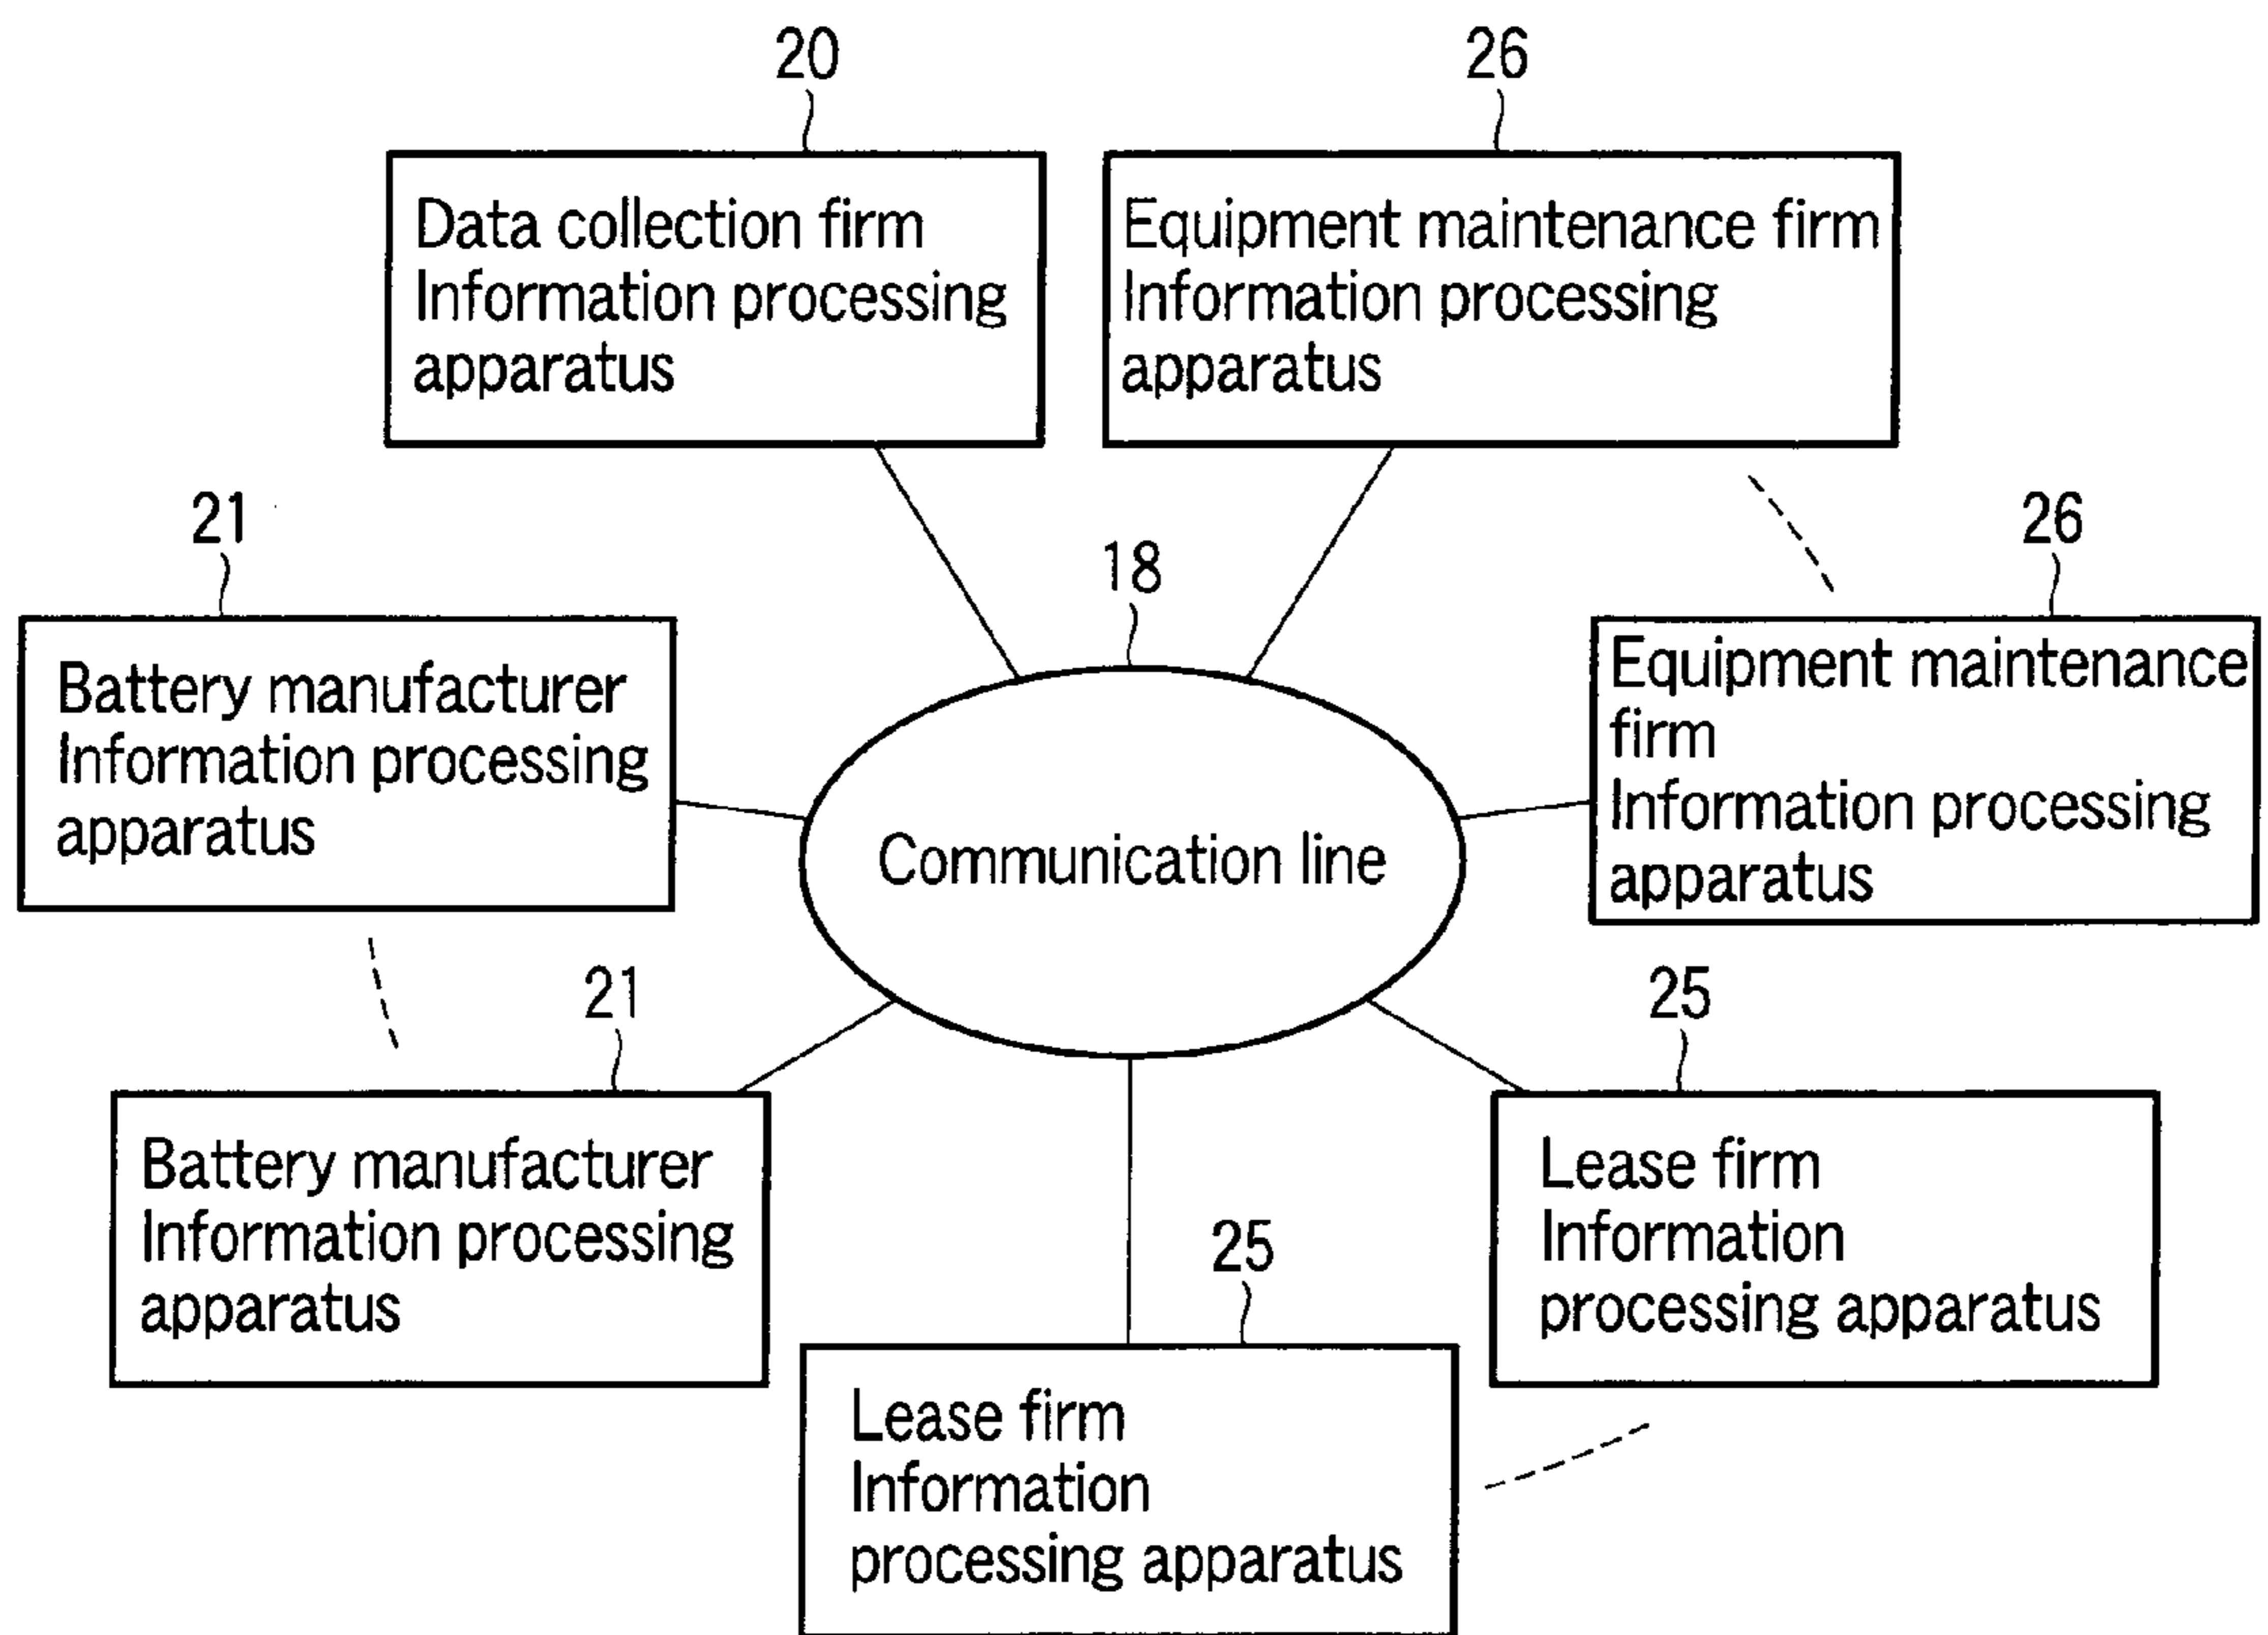 20
Data collection firm
Information processing
apparatus
26
Equipment maintenance firm
Information processing
apparatus
21
Battery manufacturer
Information processing
apparatus
18
Communication line
26
Equipment maintenance
firm
Information processing
apparatus
21
Battery manufacturer
Information processing
apparatus
25
Lease firm
Information
processing apparatus
25
Lease firm
Information
processing apparatus